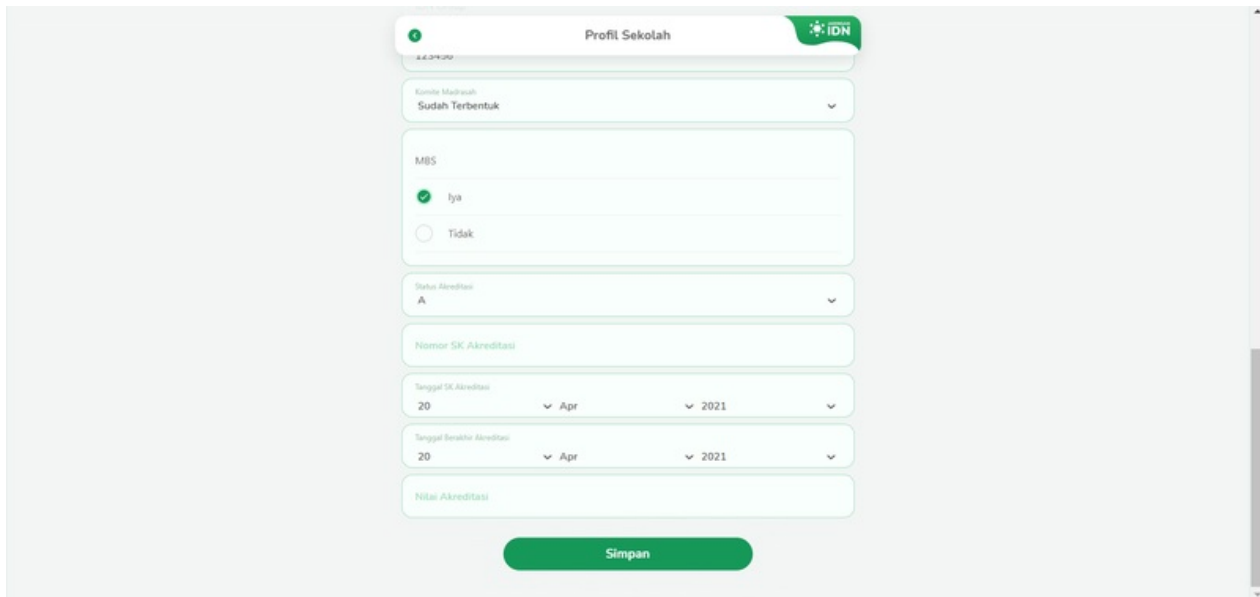 Profil Sekolah
IDN
123456
Komite Madrasah
Sudah Terbentuk
MBS
Iya
Tidak
Status Akreditasi
A
Nomor SK Akreditasi
Tanggal SK Akreditasi
20 Apr 2021
Tanggal Berakhir Akreditasi
20 Apr 2021
Nilai Akreditasi
Simpan